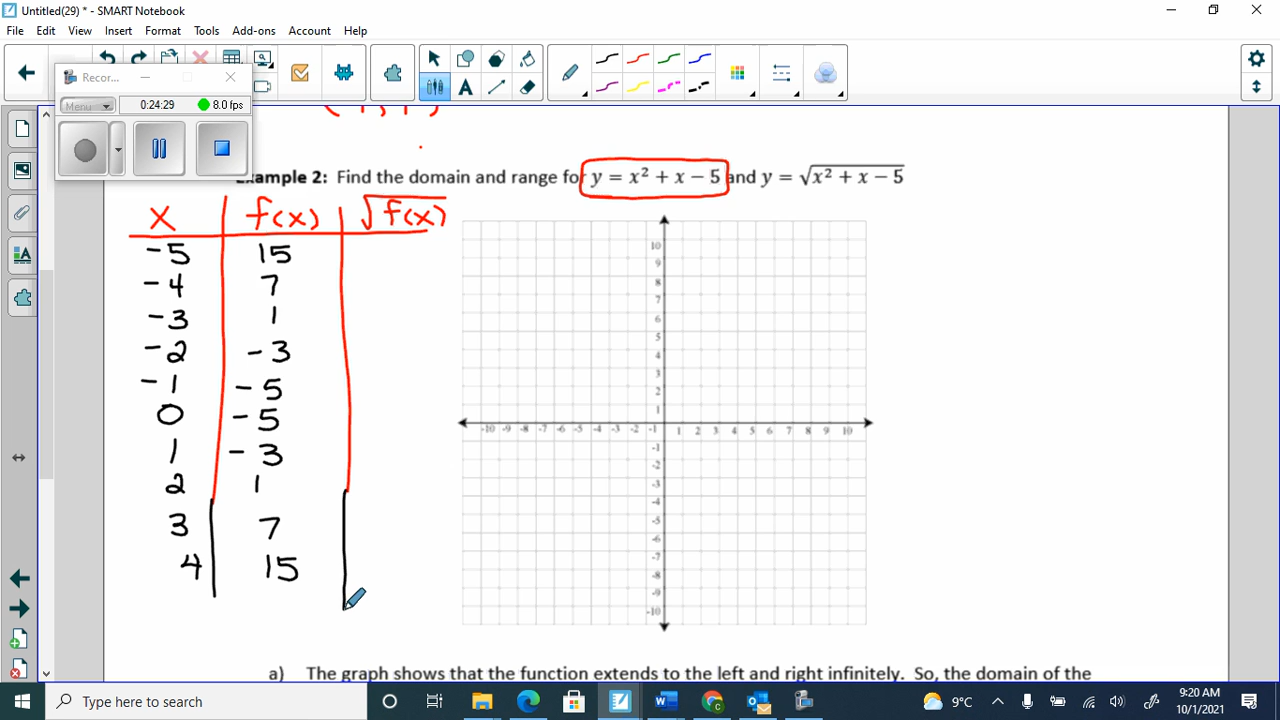 Untitled(29) * - SMART Notebook
File Edit View Insert Format Tools Add-ons Account Help
Recor...
0:24:29 8.0 fps
Menu
Example 2: Find the domain and range for y = x² + x − 5 and y = √x² + x − 5
x f(x) √f(x)
-5 15
-4 7
-3 1
-2 -3
-1 -5
0 -5
1 -3
2 1
3 7
4 15
10
9
8
7
6
5
4
3
2
1
-10 -9 -8 -7 -6 -5 -4 -3 -2 -1 1 2 3 4 5 6 7 8 9 10
-1
-2
-3
-4
-5
-6
-7
-8
-9
-10
a) The graph shows that the function extends to the left and right infinitely. So, the domain of the
Type here to search
9°C
9:20 AM
10/1/2021